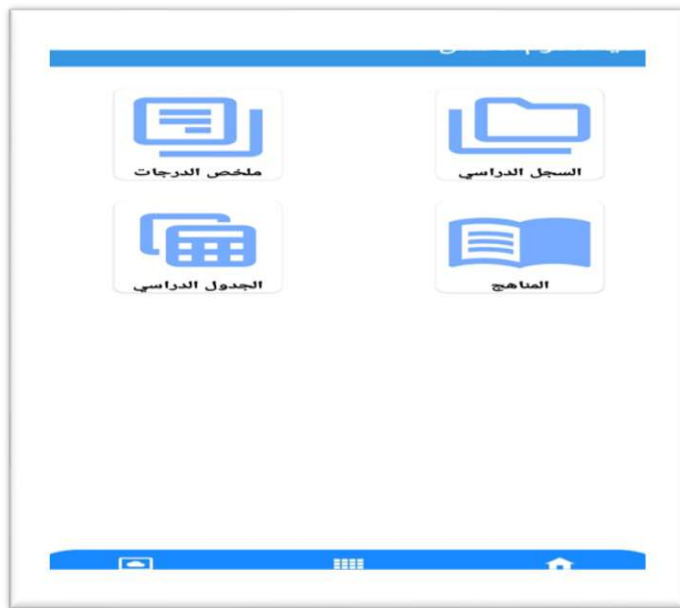 السجل الدراسي
ملخص الدرجات
المناهج
الجدول الدراسي